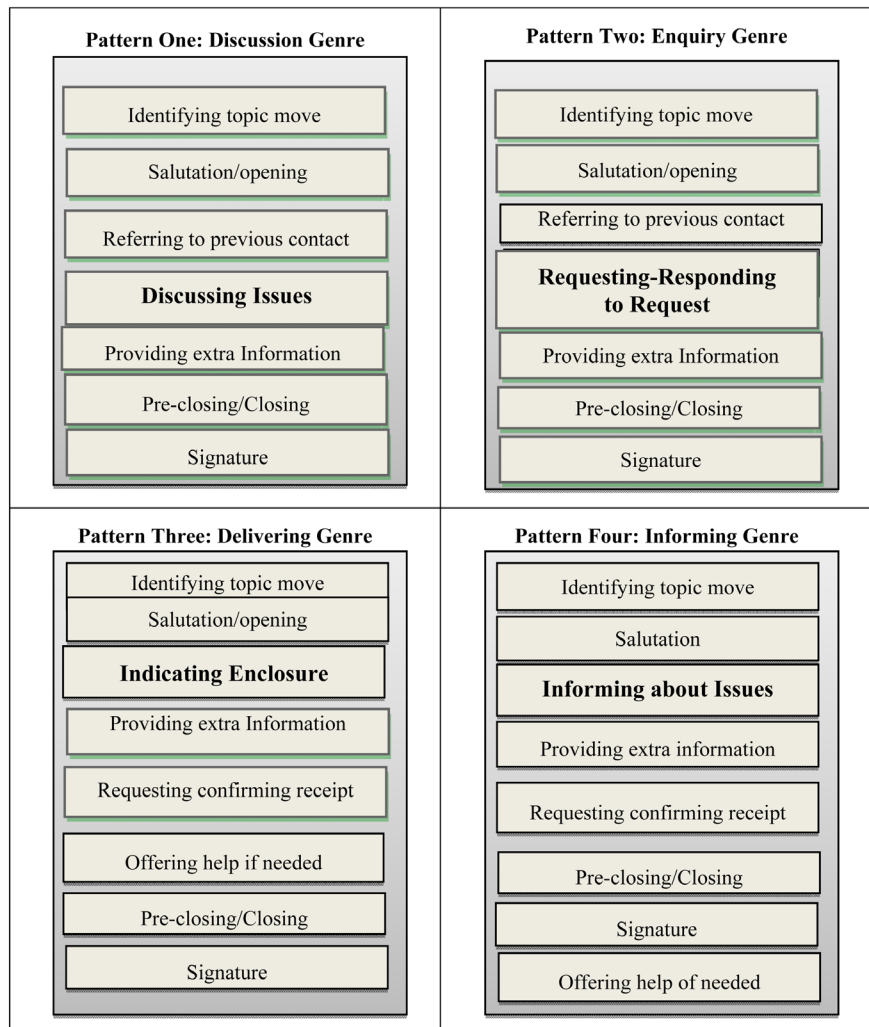 Pattern One: Discussion Genre
Identifying topic move
Salutation/opening
Referring to previous contact
Discussing Issues
Providing extra Information
Pre-closing/Closing
Signature
Pattern Two: Enquiry Genre
Identifying topic move
Salutation/opening
Referring to previous contact
Requesting-Responding
to Request
Providing extra Information
Pre-closing/Closing
Signature
Pattern Three: Delivering Genre
Identifying topic move
Salutation/opening
Indicating Enclosure
Providing extra Information
Requesting confirming receipt
Offering help if needed
Pre-closing/Closing
Signature
Pattern Four: Informing Genre
Identifying topic move
Salutation
Informing about Issues
Providing extra information
Requesting confirming receipt
Pre-closing/Closing
Signature
Offering help of needed